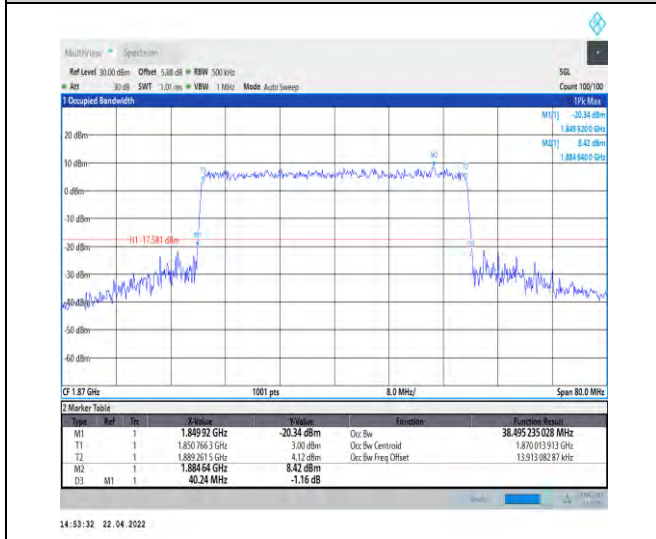 MultiView Spectrum
Ref Level 30.00 dBm Offset 5.88 dB RBW 500 kHz SGL
Att 30 dB SWT 1.01 ms VBW 1 MHz Mode Auto Sweep Count 100/100
1 Occupied Bandwidth 1Pk Max
M1[1] -20.34 dBm
1.849 920 0 GHz
M2[1] 8.42 dBm
1.884 640 0 GHz
20 dBm
10 dBm
0 dBm
-10 dBm
H1 -17.581 dBm
-20 dBm
-30 dBm
-40 dBm
-50 dBm
-60 dBm
M2
T1
T2
M1
D3
CF 1.87 GHz 1001 pts 8.0 MHz/ Span 80.0 MHz
2 Marker Table
Type Ref Trc X-Value Y-Value Function Function Result
M1 1 1.849 92 GHz -20.34 dBm Occ Bw 38.495 235 028 MHz
T1 1 1.850 766 3 GHz 3.00 dBm Occ Bw Centroid 1.870 013 913 GHz
T2 1 1.889 261 5 GHz 4.12 dBm Occ Bw Freq Offset 13.913 082 87 kHz
M2 1 1.884 64 GHz 8.42 dBm
D3 M1 1 40.24 MHz -1.16 dB
14:53:32 22.04.2022